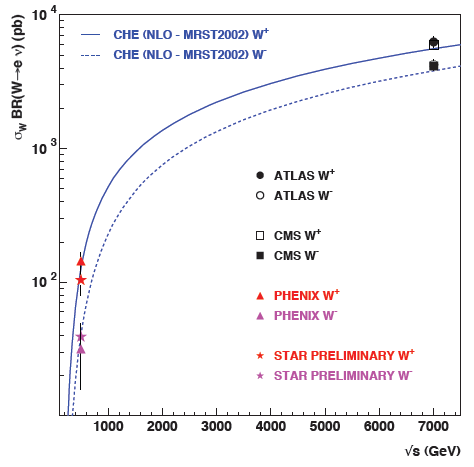 σ_W BR(W→e ν) (pb)
10^4
CHE (NLO - MRST2002) W^+
CHE (NLO - MRST2002) W^-
10^3
ATLAS W^+
ATLAS W^-
CMS W^+
CMS W^-
10^2
PHENIX W^+
PHENIX W^-
STAR PRELIMINARY W^+
STAR PRELIMINARY W^-
1000 2000 3000 4000 5000 6000 7000
√s (GeV)